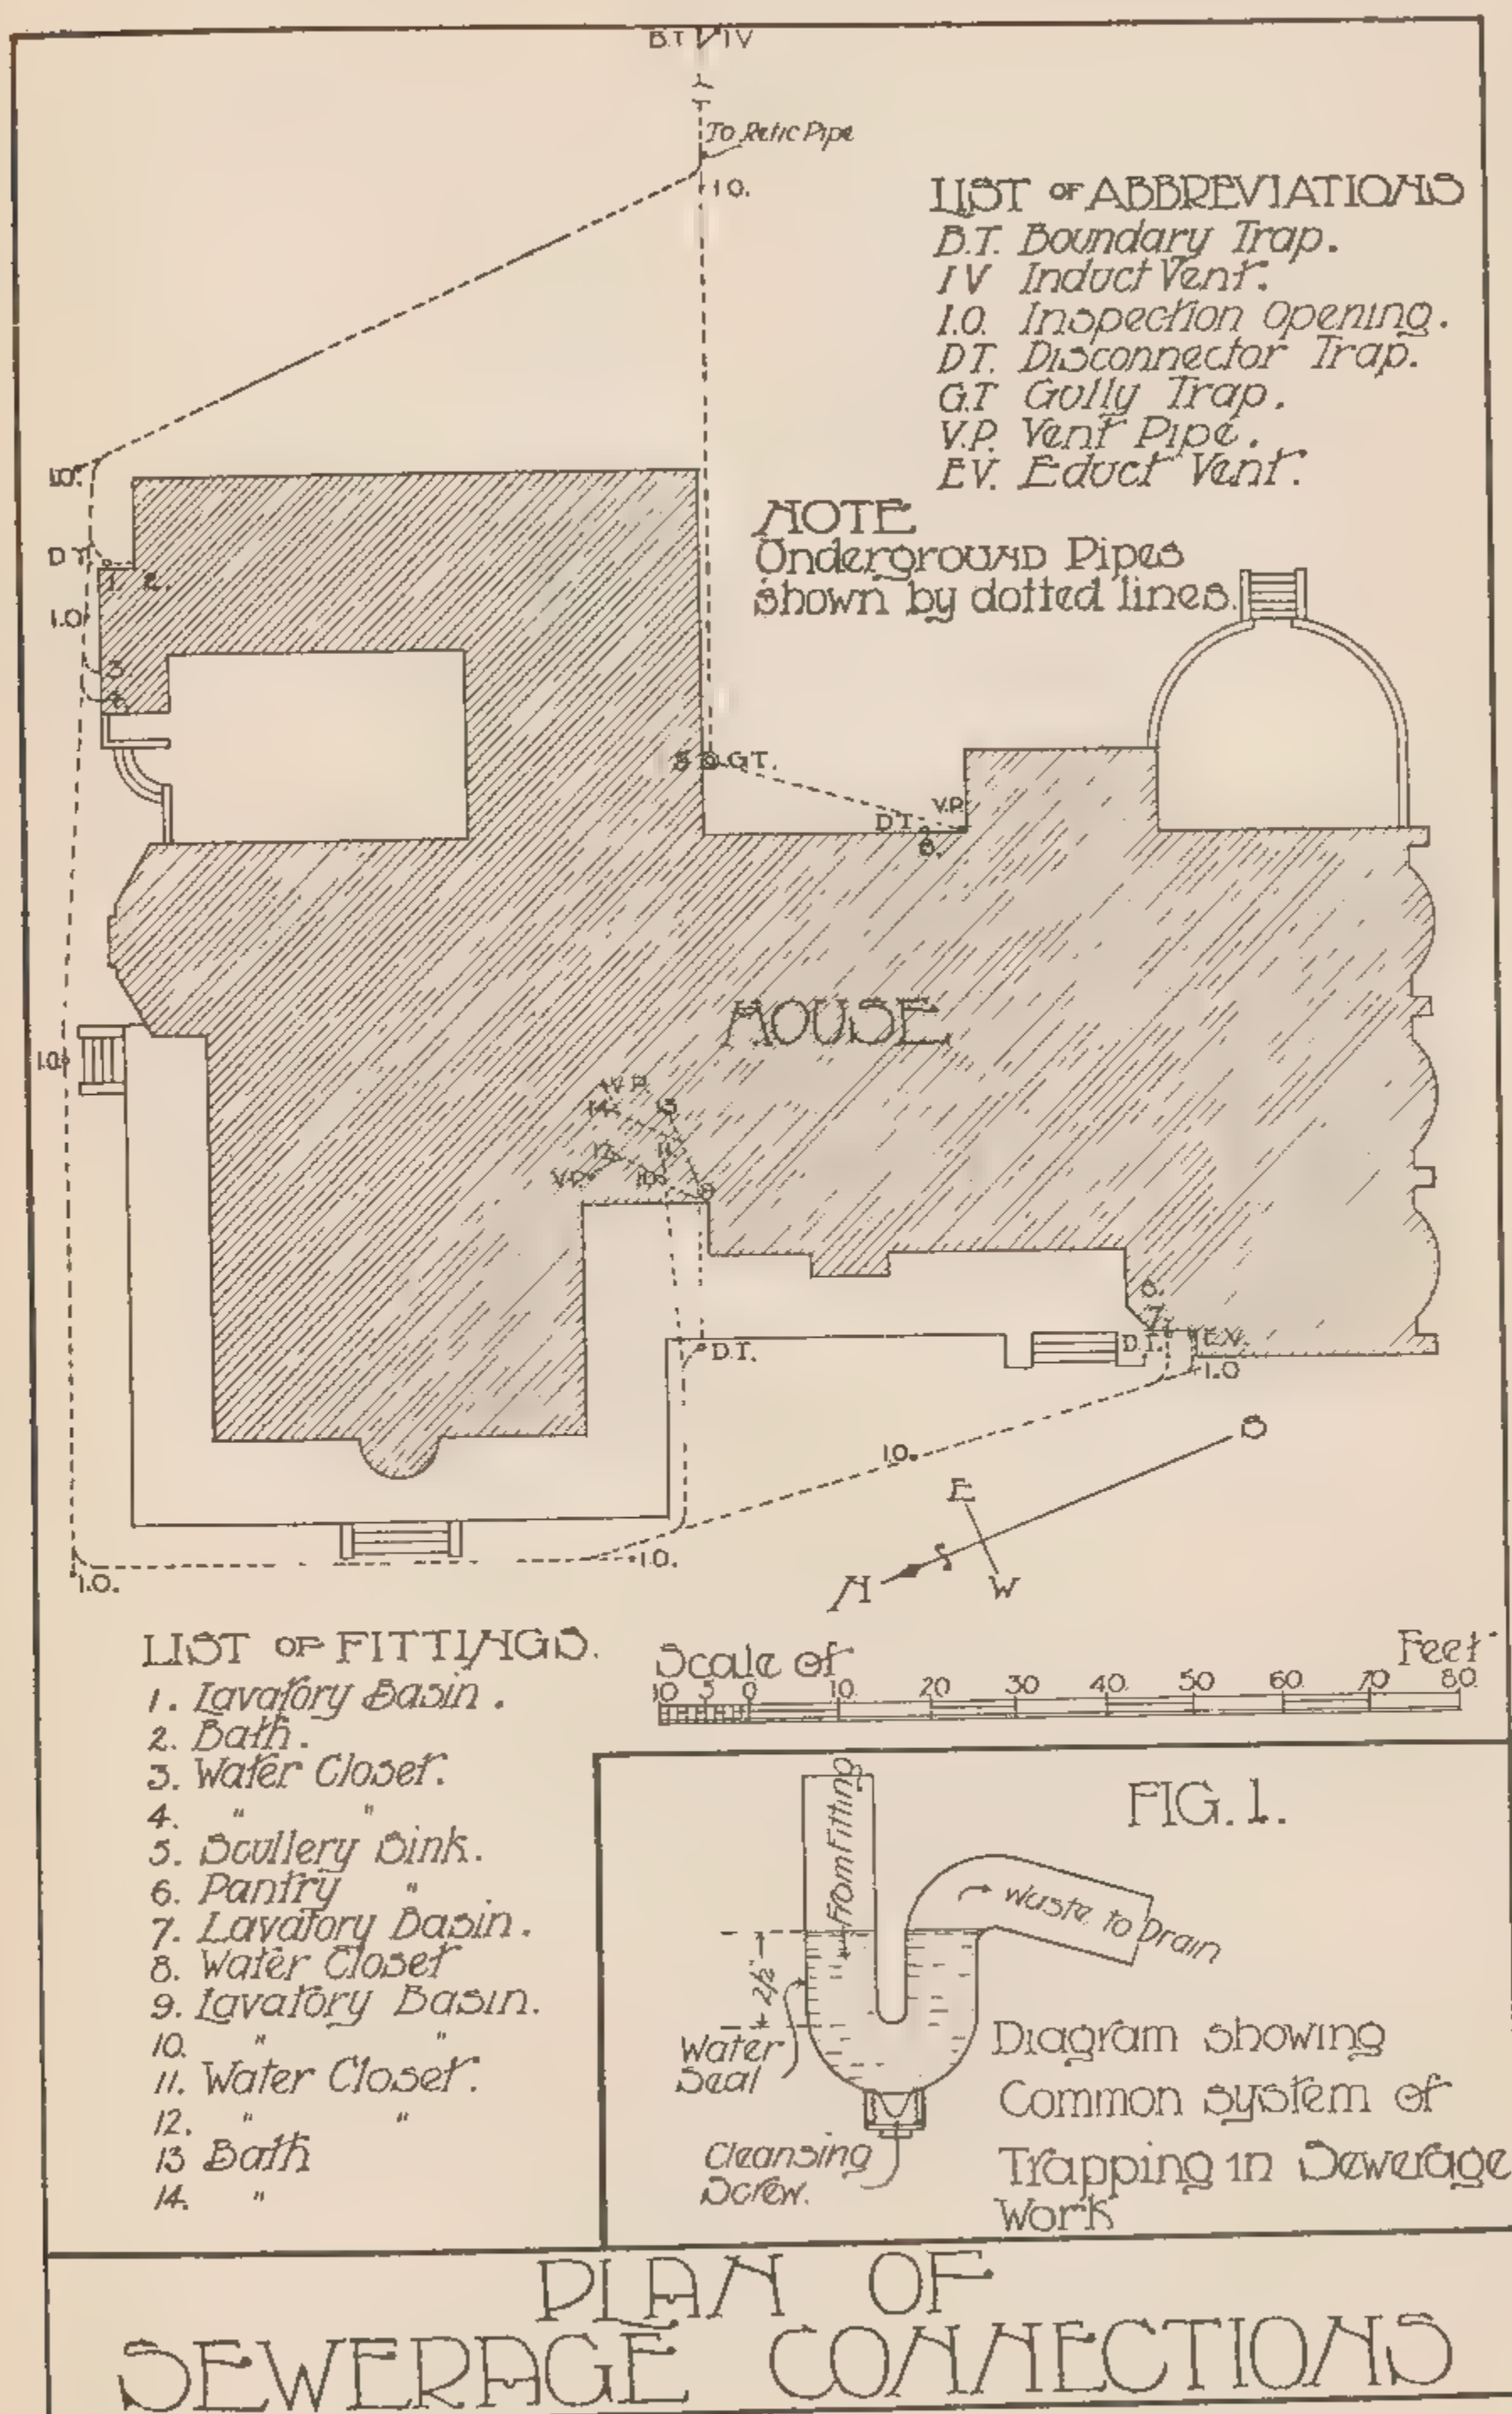 B.T IV
To Relic Pipe
I.O.
LIST OF ABBREVIATIONS
B.T. Boundary Trap.
IV Induct Vent.
I.O. Inspection Opening.
DT. Disconnector Trap.
G.T Gully Trap.
V.P. Vent Pipe.
EV. Educt Vent.
NOTE
Underground Pipes
shown by dotted lines.
I.O.
D T.
1. 2.
I.O.
3
4
5 G.T.
V.P.
D.T.
6.
HOUSE
I.O.
V.P.
14 13
12 11
V.P. 10 9
8.
7
D.T. E.V.
I.O
D.T.
I.O.
I.O.
I.O.
S
E
N W
LIST OF FITTINGS.
1. Lavatory Basin.
2. Bath.
3. Water Closet.
4. " "
5. Scullery Sink.
6. Pantry "
7. Lavatory Basin.
8. Water Closet
9. Lavatory Basin.
10. " "
11. Water Closet.
12. " "
13 Bath
14. "
Scale of Feet
10 5 0 10. 20 30 40. 50 60. 70 80.
FIG. 1.
From Fitting
Waste to Drain
2½"
Water
Seal
Cleansing
Screw.
Diagram showing
Common system of
Trapping in Sewerage
Work
PLAN OF
SEWERAGE CONNECTIONS